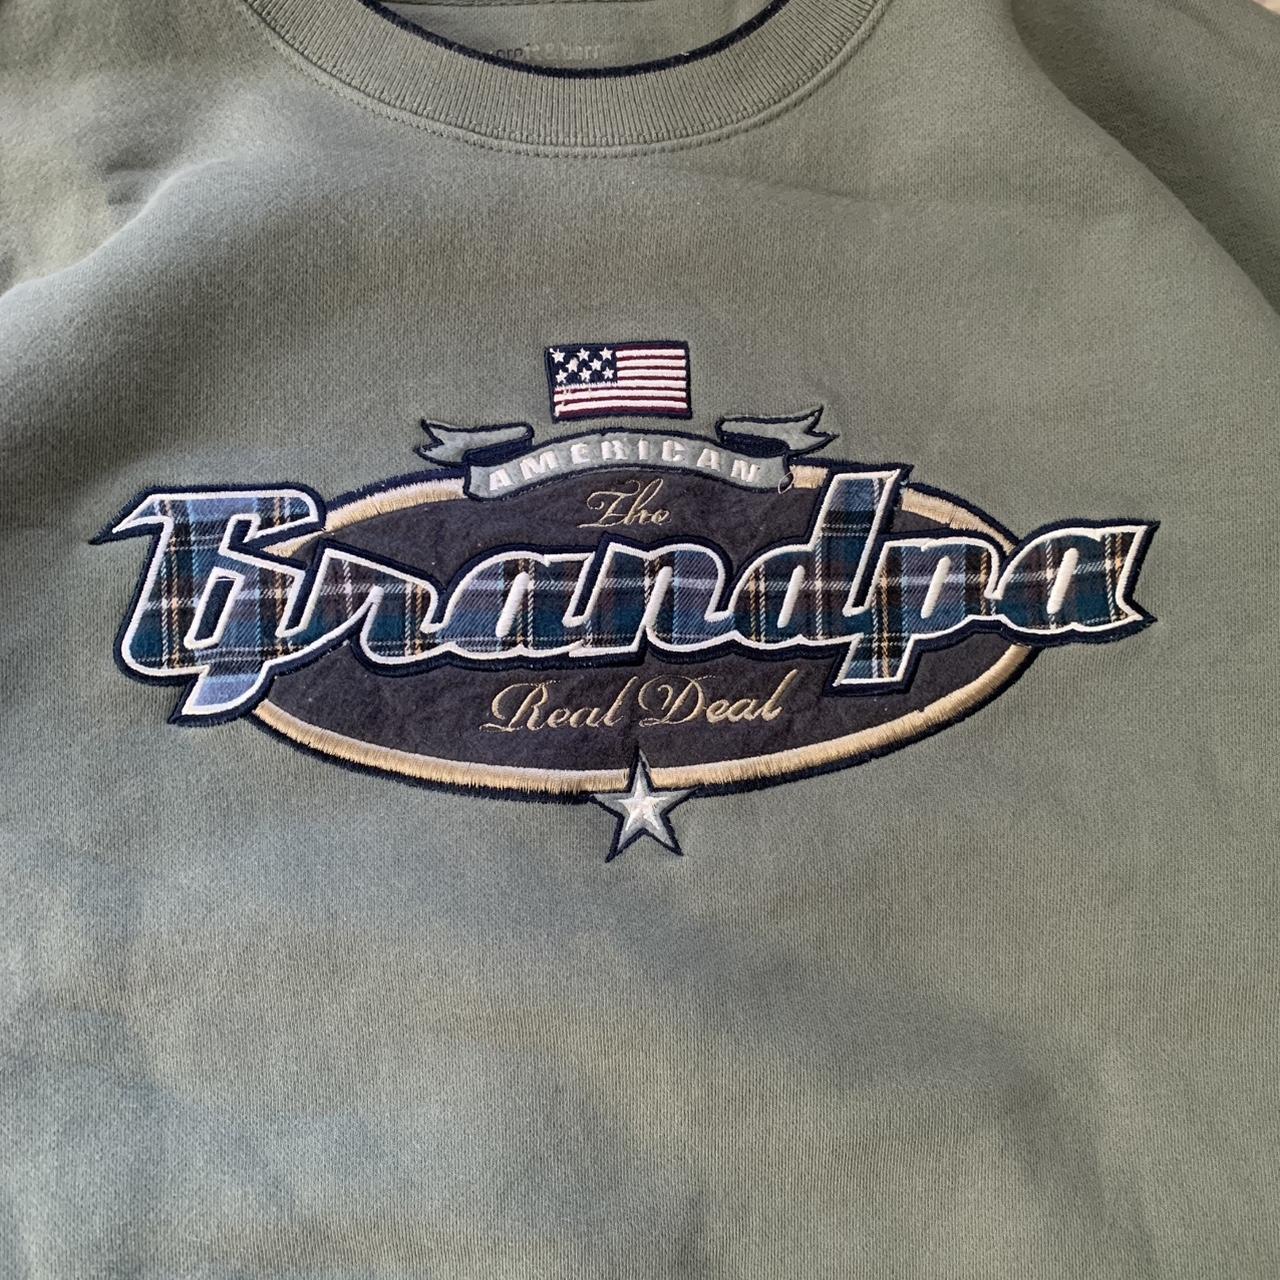 AMERICAN
The
Grandpa
Real Deal